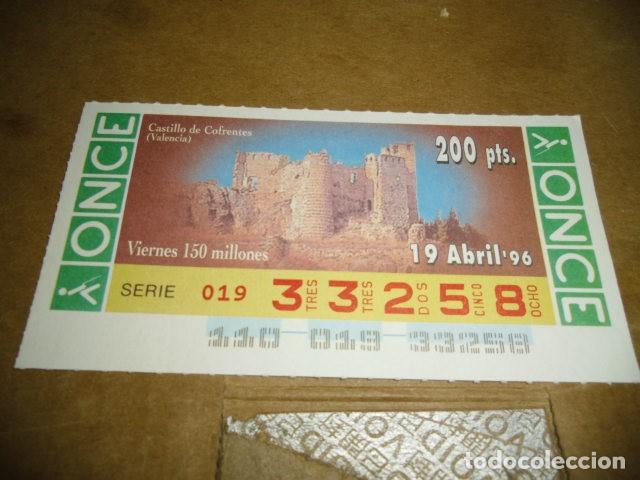 ONCE
Castillo de Cofrentes
(Valencia)
200 pts.
ONCE
Viernes 150 millones
19 Abril '96
SERIE 019 3 TRES 3 TRES 2 DOS 5 CINCO 8 OCHO
110 019 33258
todocoleccion